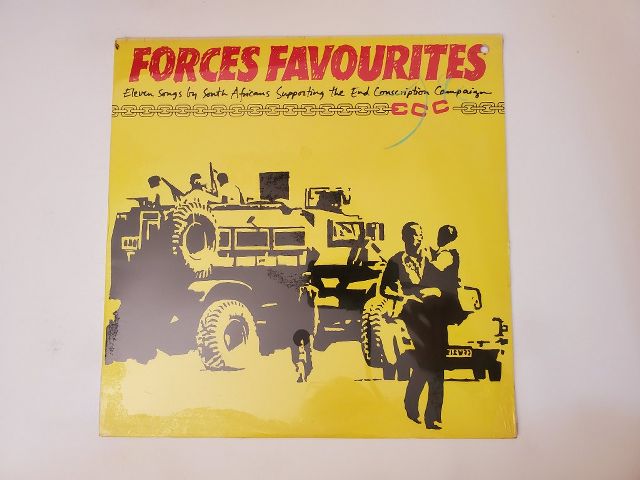 FORCES FAVOURITES
Eleven Songs by South Africans Supporting the End Conscription Campaign
ECC